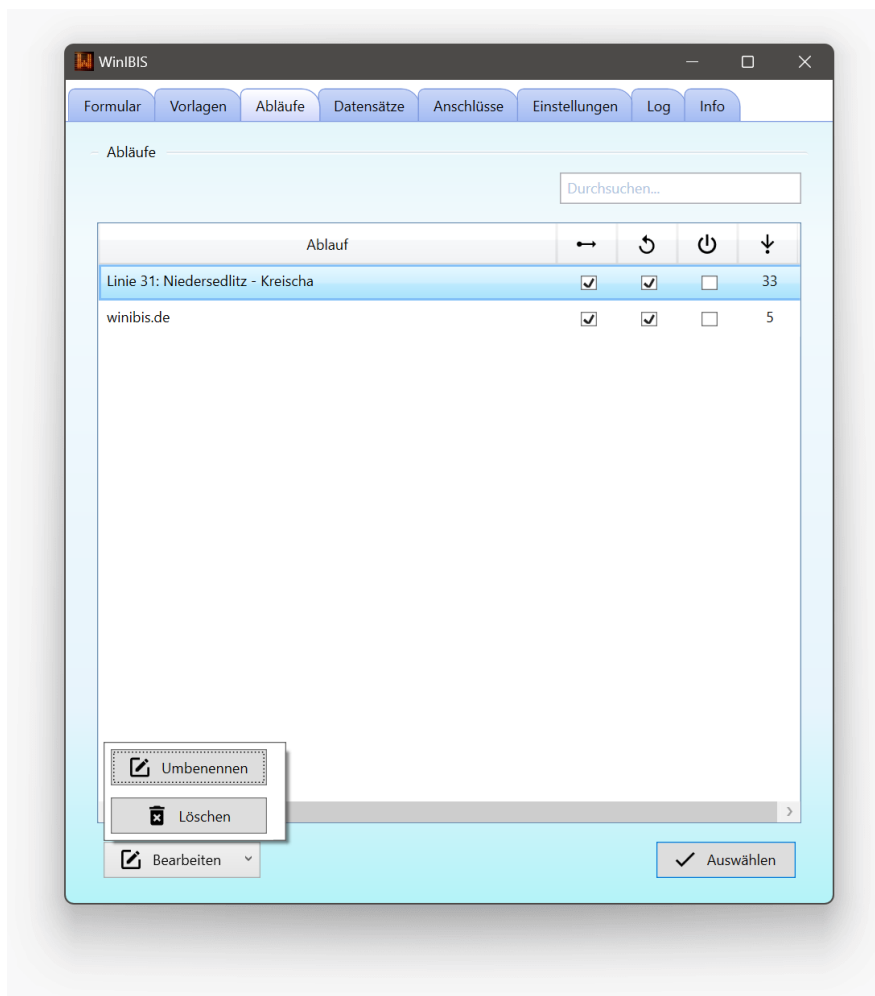 WinIBIS
Formular Vorlagen Abläufe Datensätze Anschlüsse Einstellungen Log Info
Abläufe
Durchsuchen...
Ablauf
Linie 31: Niedersedlitz - Kreischa 33
winibis.de 5
Umbenennen
Löschen
Bearbeiten Auswählen